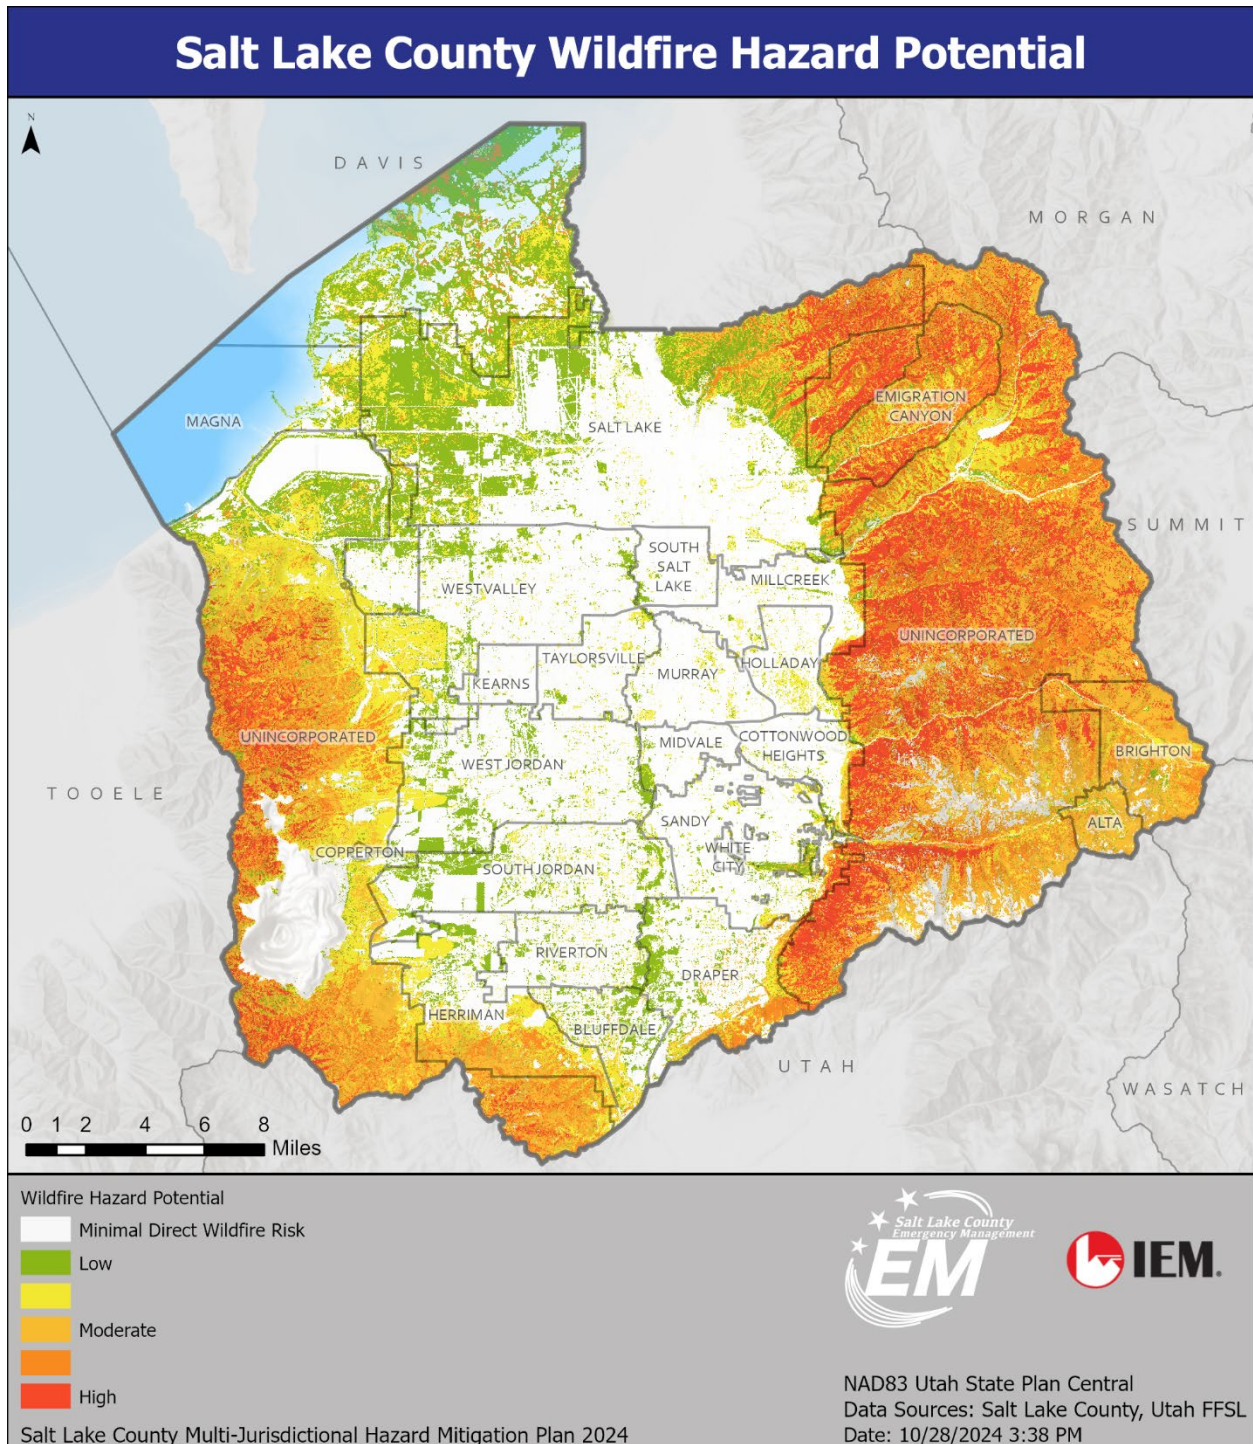 Salt Lake County Wildfire Hazard Potential
N
DAVIS
MORGAN
MAGNA
SALT LAKE
EMIGRATION
CANYON
SUMMIT
SOUTH
SALT
LAKE
WEST VALLEY
MILLCREEK
UNINCORPORATED
TAYLORSVILLE
HOLLADAY
KEARNS
MURRAY
UNINCORPORATED
MIDVALE
COTTONWOOD
HEIGHTS
BRIGHTON
WEST JORDAN
TOOELE
SANDY
ALTA
COPPERTON
WHITE
CITY
SOUTH JORDAN
RIVERTON
DRAPER
HERRIMAN
BLUFFDALE
UTAH
WASATCH
0 1 2 4 6 8
Miles
Wildfire Hazard Potential
Minimal Direct Wildfire Risk
Low
Moderate
High
Salt Lake County Multi-Jurisdictional Hazard Mitigation Plan 2024
Salt Lake County
Emergency Management
EM
IEM.
NAD83 Utah State Plan Central
Data Sources: Salt Lake County, Utah FFSL
Date: 10/28/2024 3:38 PM